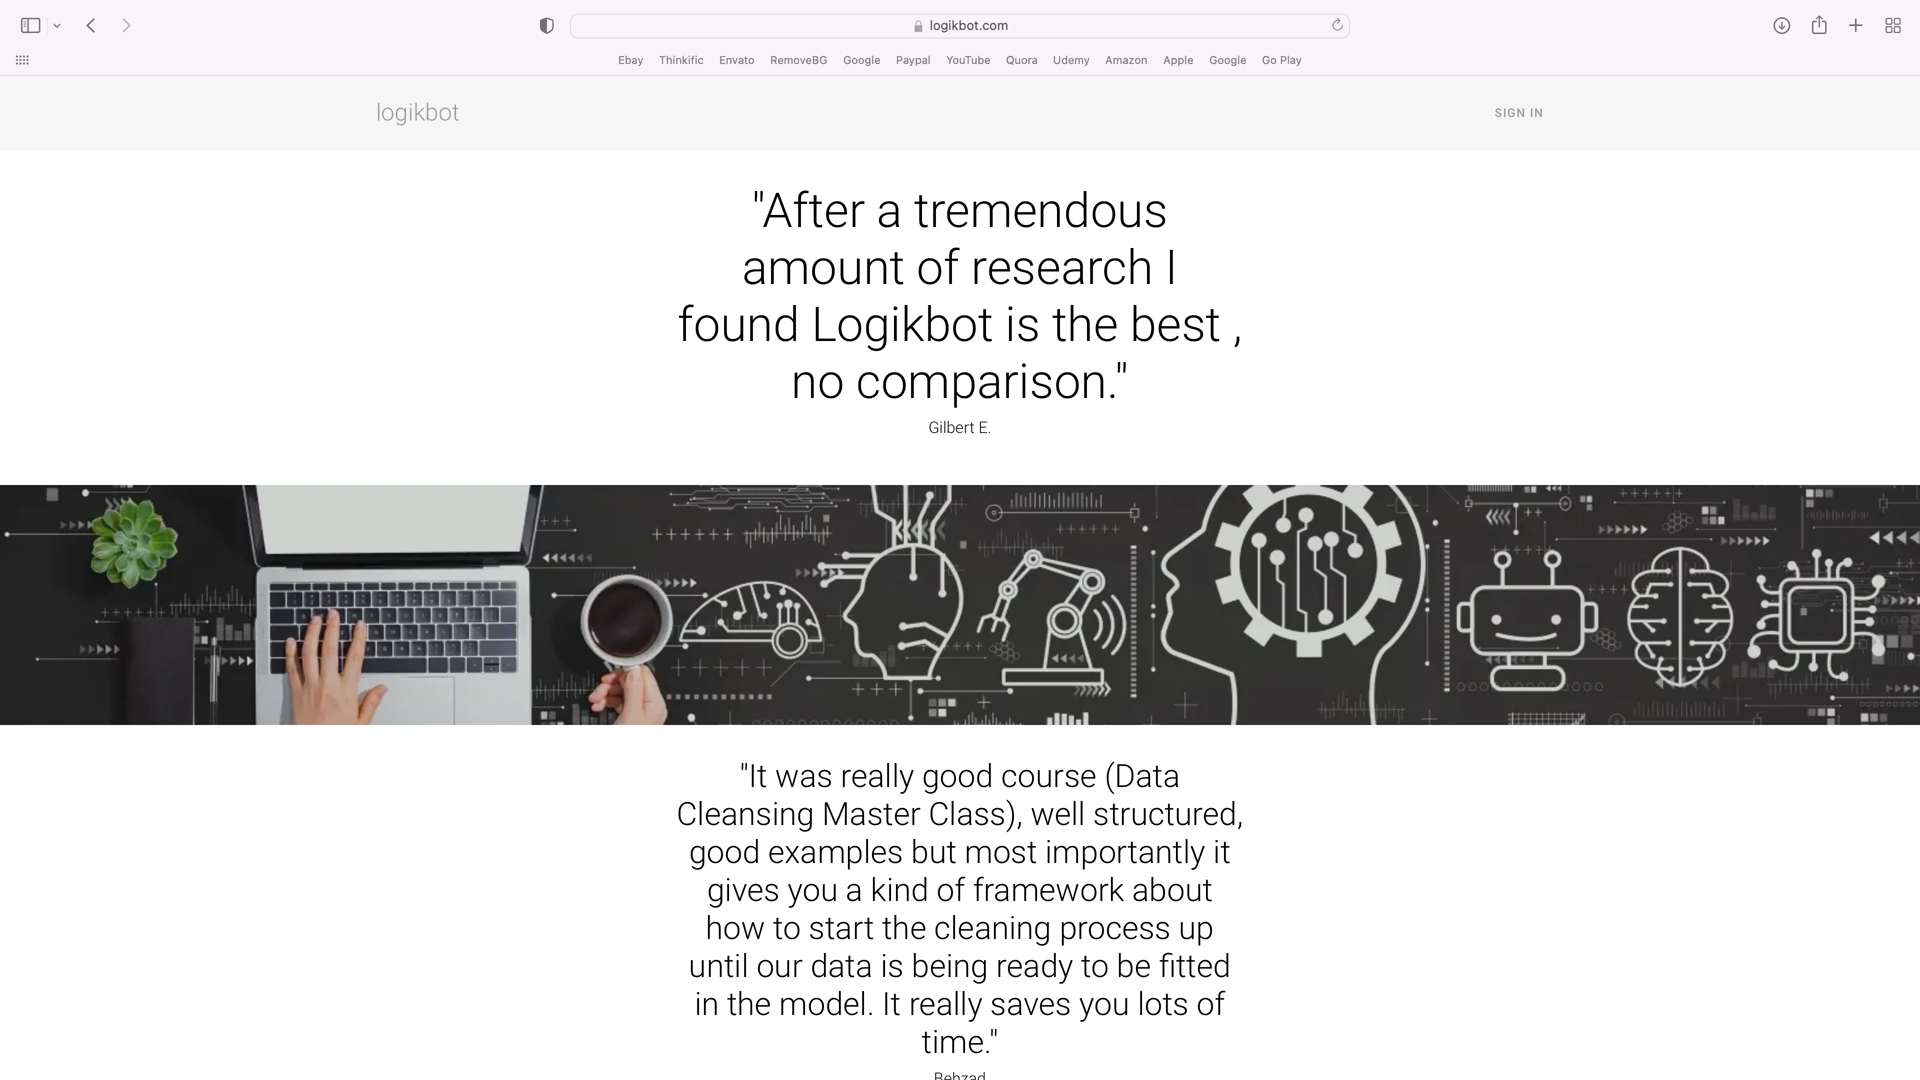 logikbot.com
Ebay Thinkific Envato RemoveBG Google Paypal YouTube Quora Udemy Amazon Apple Google Go Play
logikbot
SIGN IN
"After a tremendous
amount of research I
found Logikbot is the best ,
no comparison."
Gilbert E.
"It was really good course (Data
Cleansing Master Class), well structured,
good examples but most importantly it
gives you a kind of framework about
how to start the cleaning process up
until our data is being ready to be fitted
in the model. It really saves you lots of
time."
Behzad